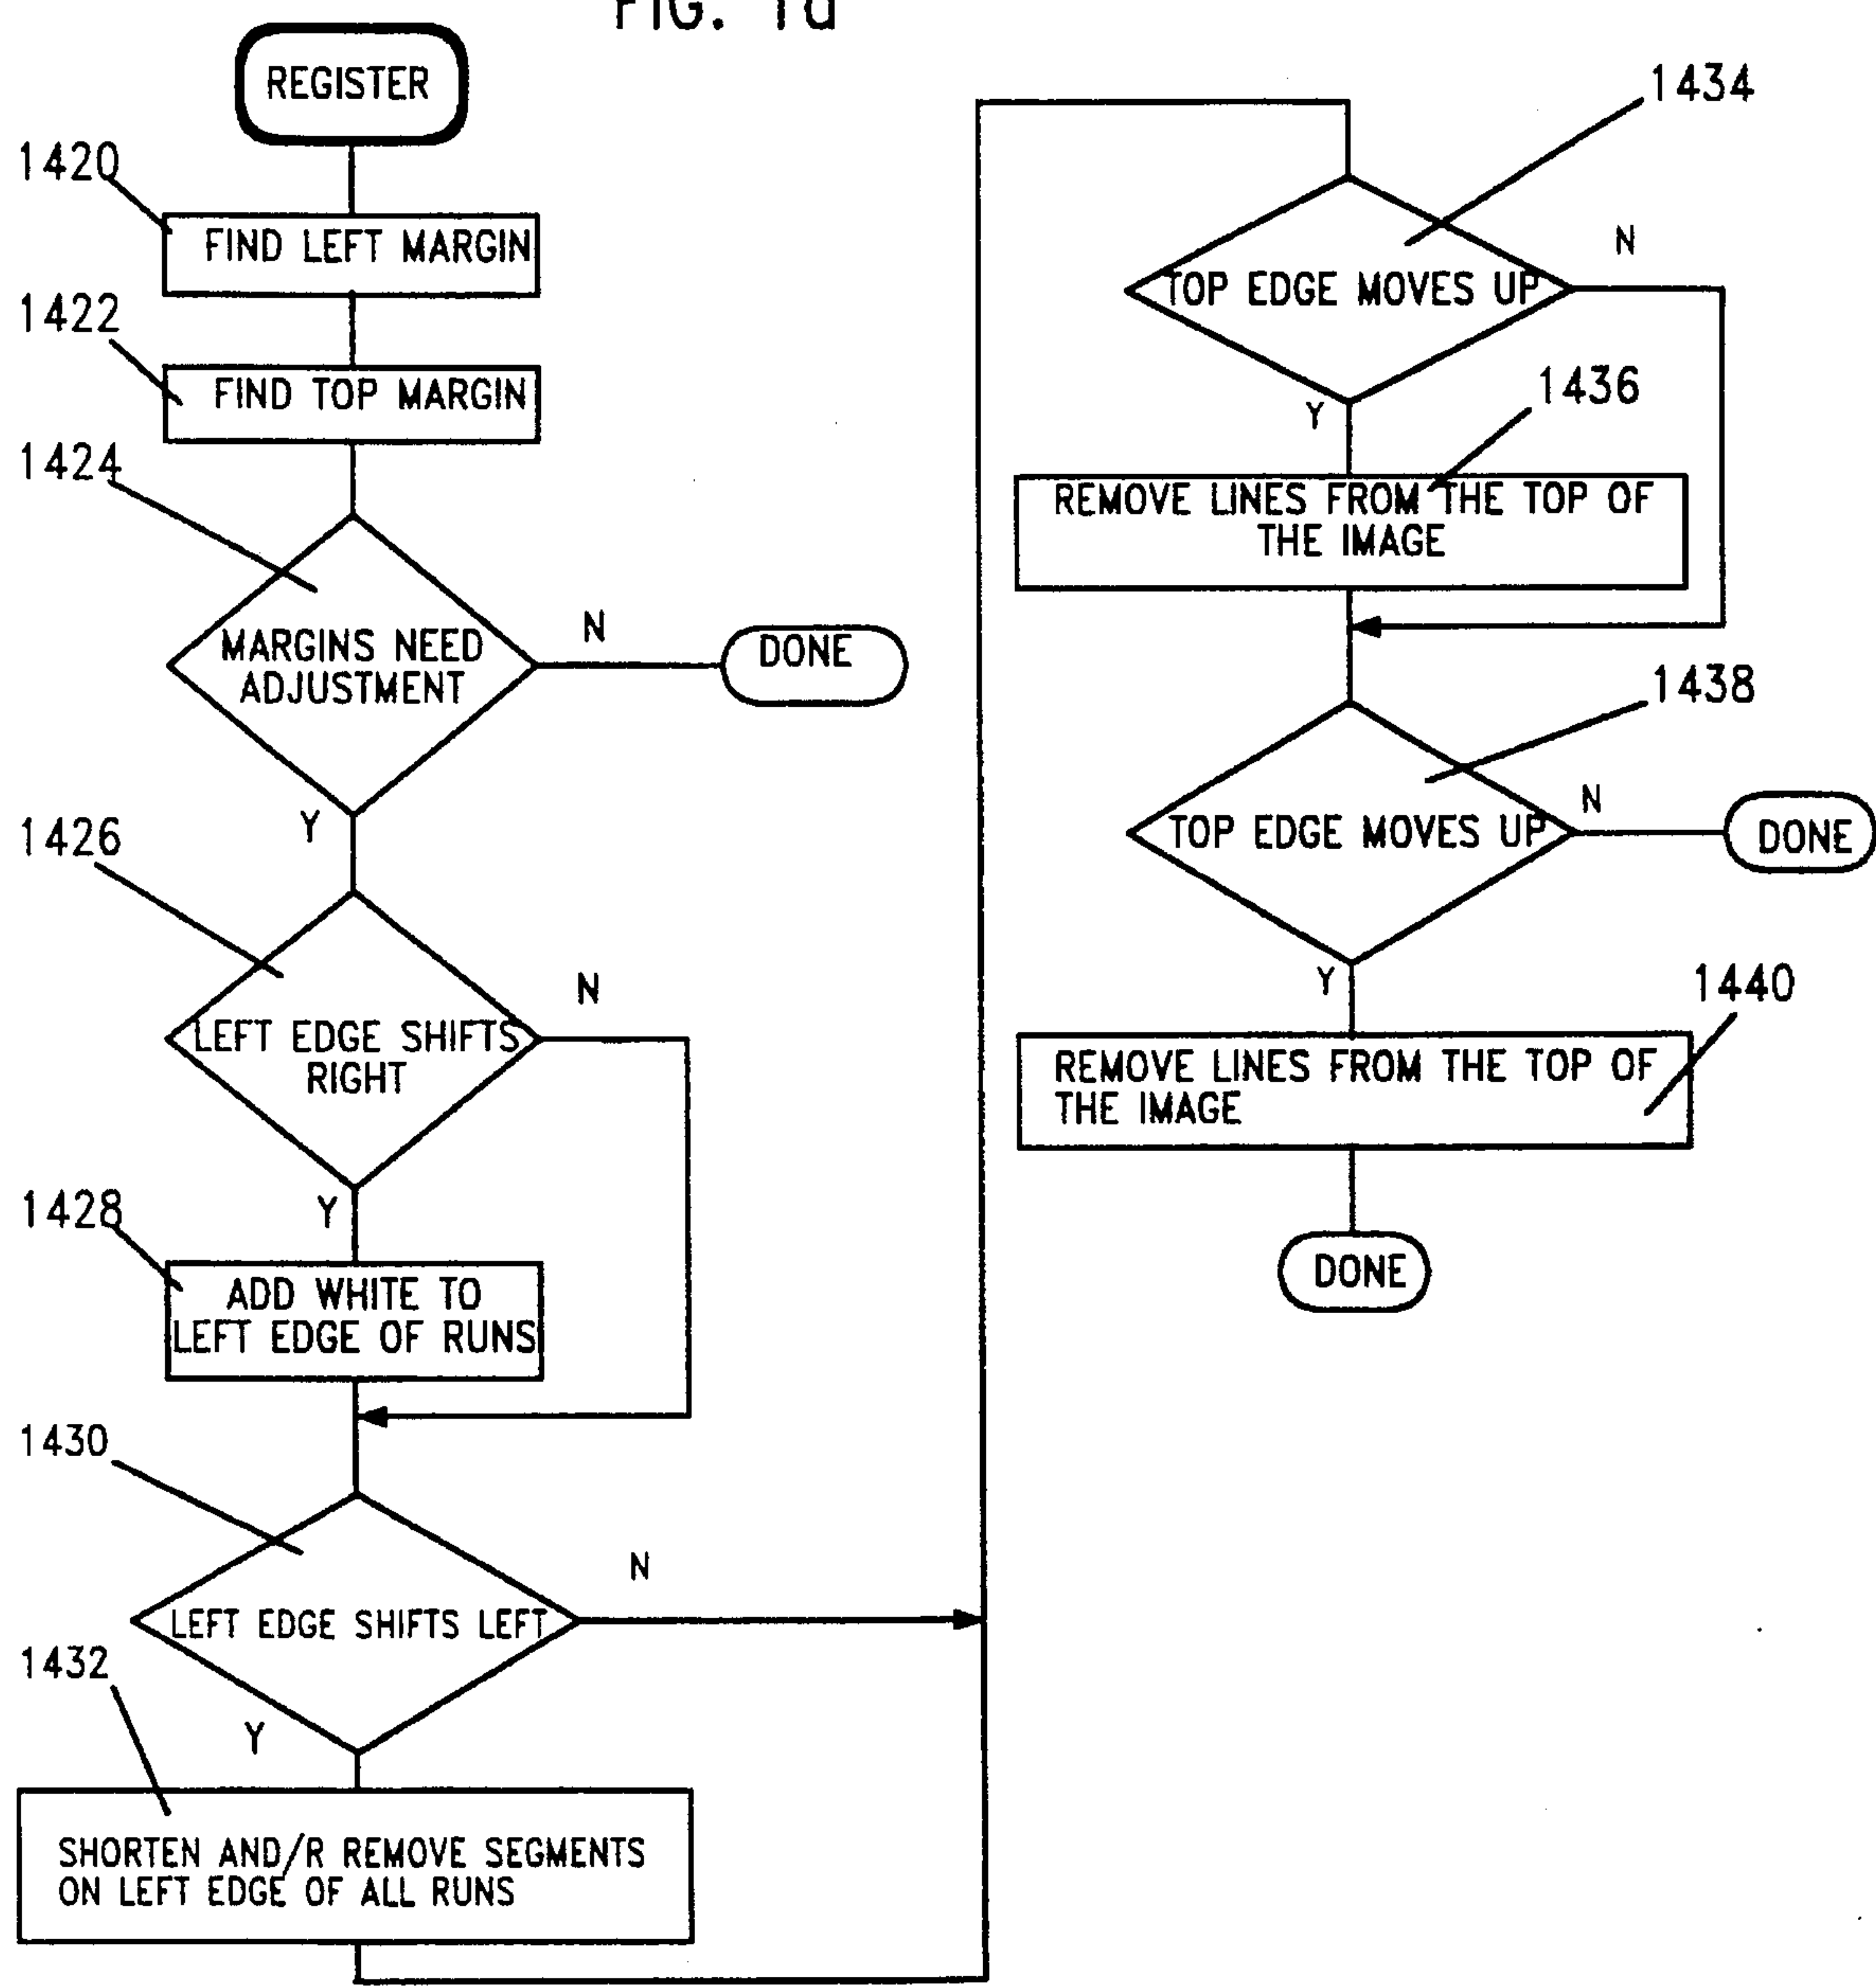 FIG. 1d
REGISTER
1420
FIND LEFT MARGIN
1422
FIND TOP MARGIN
1424
MARGINS NEED
ADJUSTMENT
N
DONE
Y
1426
LEFT EDGE SHIFTS
RIGHT
N
Y
1428
ADD WHITE TO
LEFT EDGE OF RUNS
1430
LEFT EDGE SHIFTS LEFT
N
1432
Y
SHORTEN AND/R REMOVE SEGMENTS
ON LEFT EDGE OF ALL RUNS
1434
TOP EDGE MOVES UP
N
Y
1436
REMOVE LINES FROM THE TOP OF
THE IMAGE
1438
TOP EDGE MOVES UP
N
DONE
Y
1440
REMOVE LINES FROM THE TOP OF
THE IMAGE
DONE